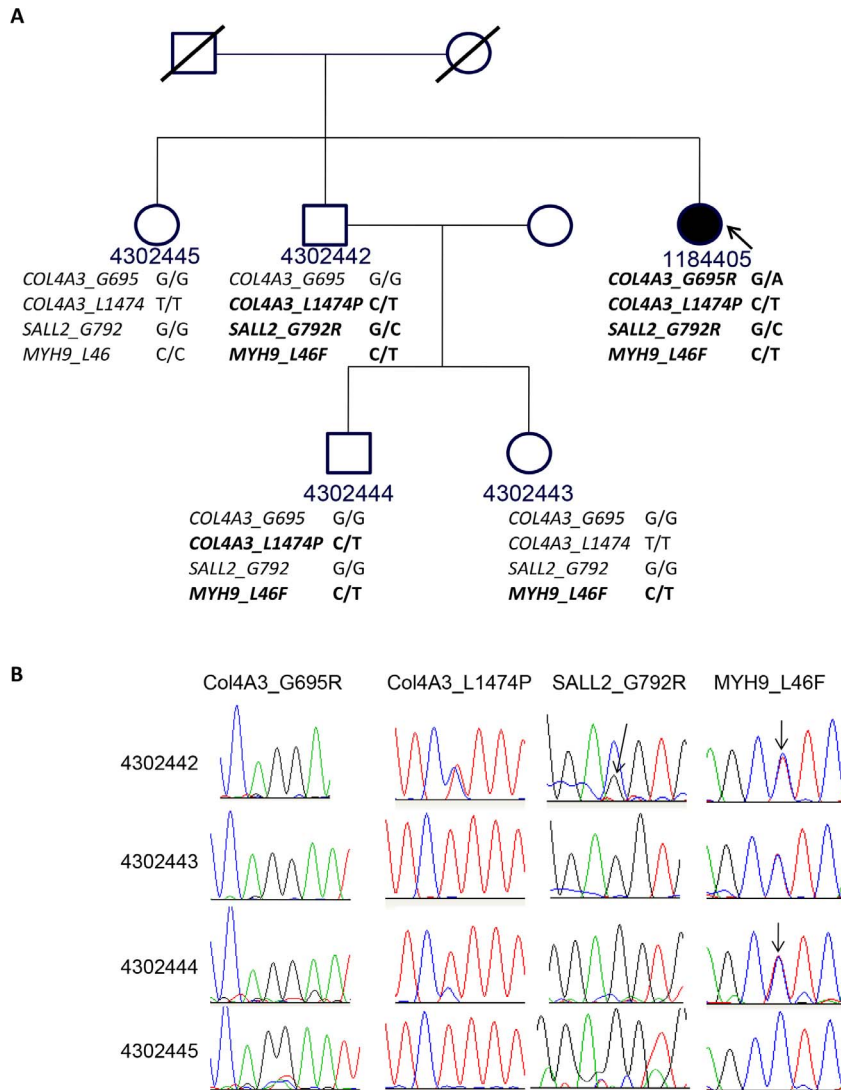 A
4302445
4302442
1184405
COL4A3_G695 G/G
COL4A3_L1474 T/T
SALL2_G792 G/G
MYH9_L46 C/C
COL4A3_G695 G/G
COL4A3_L1474P C/T
SALL2_G792R G/C
MYH9_L46F C/T
COL4A3_G695R G/A
COL4A3_L1474P C/T
SALL2_G792R G/C
MYH9_L46F C/T
4302444
4302443
COL4A3_G695 G/G
COL4A3_L1474P C/T
SALL2_G792 G/G
MYH9_L46F C/T
COL4A3_G695 G/G
COL4A3_L1474 T/T
SALL2_G792 G/G
MYH9_L46F C/T
B
Col4A3_G695R Col4A3_L1474P SALL2_G792R MYH9_L46F
4302442
4302443
4302444
4302445